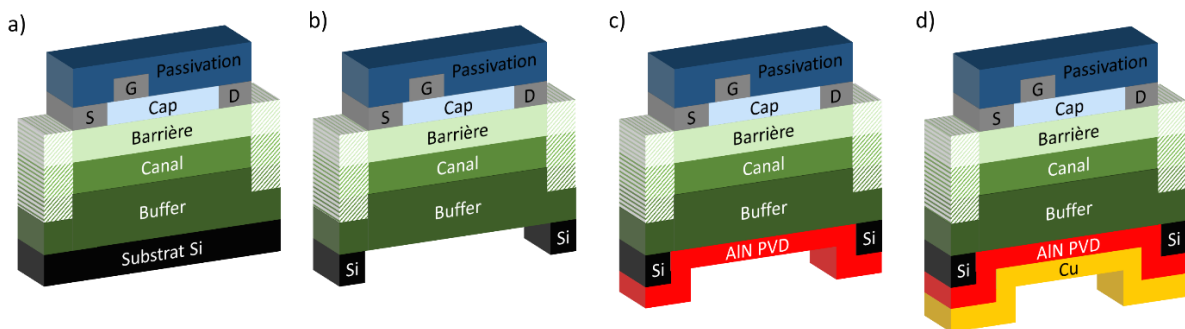 a)
Passivation
G
S
Cap
D
Barrière
Canal
Buffer
Substrat Si
b)
Passivation
G
S
Cap
D
Barrière
Canal
Buffer
Si
Si
c)
Passivation
G
S
Cap
D
Barrière
Canal
Buffer
Si
AlN PVD
Si
d)
Passivation
G
S
Cap
D
Barrière
Canal
Buffer
Si
AlN PVD
Si
Cu